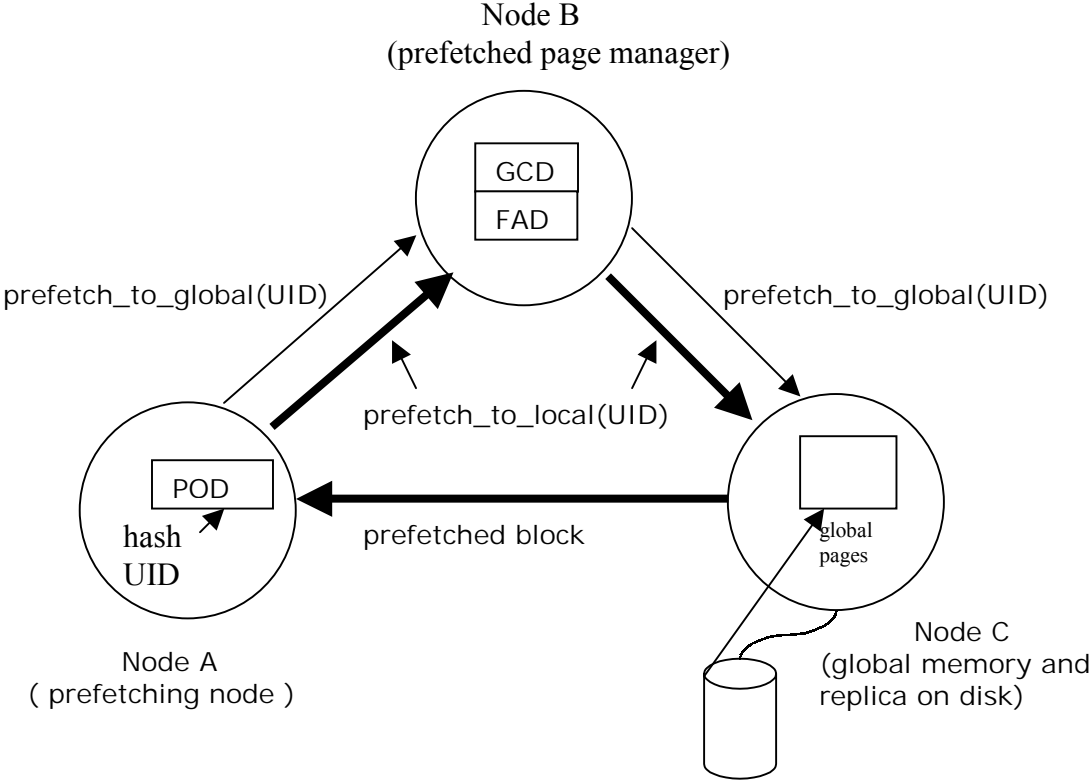 Node B
(prefetched page manager)
GCD
FAD
prefetch_to_global(UID)
prefetch_to_global(UID)
prefetch_to_local(UID)
POD
hash
UID
prefetched block
global
pages
Node A
( prefetching node )
Node C
(global memory and
replica on disk)